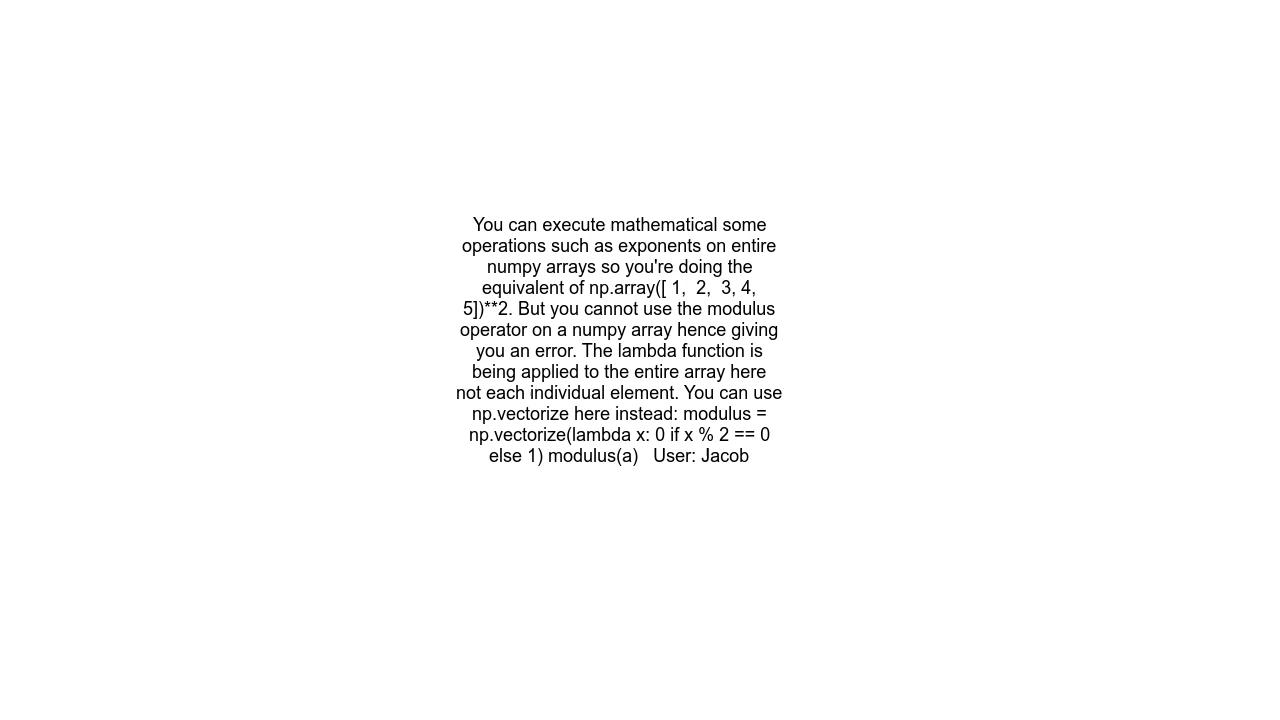 You can execute mathematical some
operations such as exponents on entire
numpy arrays so you're doing the
equivalent of np.array([ 1,  2,  3, 4,
5])**2. But you cannot use the modulus
operator on a numpy array hence giving
you an error. The lambda function is
being applied to the entire array here
not each individual element. You can use
np.vectorize here instead: modulus =
np.vectorize(lambda x: 0 if x % 2 == 0
else 1) modulus(a)   User: Jacob